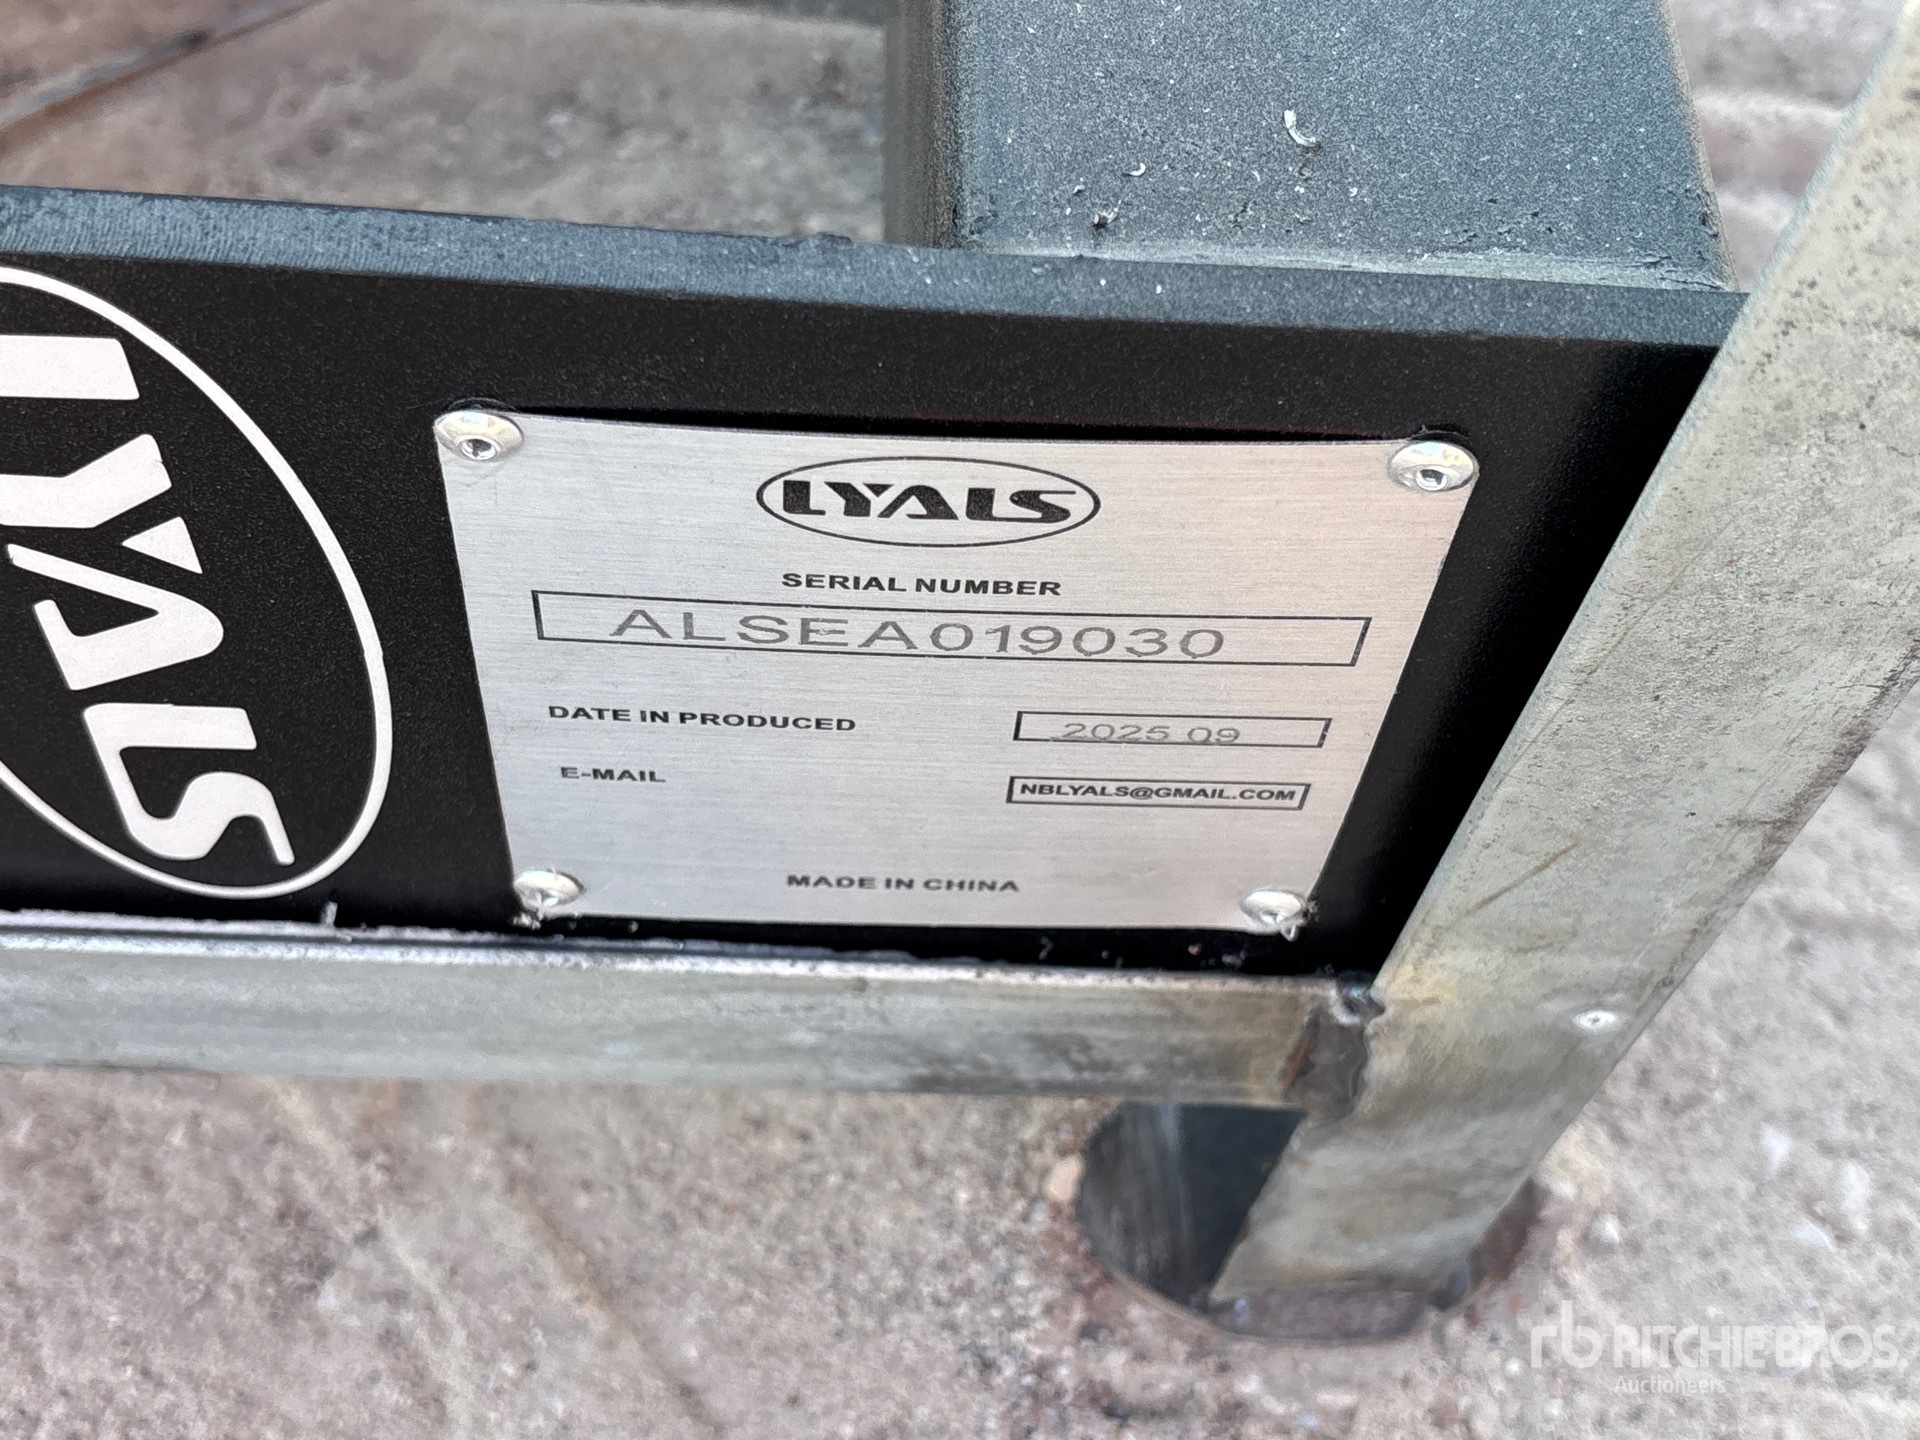 LYALS
LYALS
SERIAL NUMBER
ALSEA019030
DATE IN PRODUCED
2025 09
E-MAIL
NBLYALS@GMAIL.COM
MADE IN CHINA
rb RITCHIE BROS.
Auctioneers